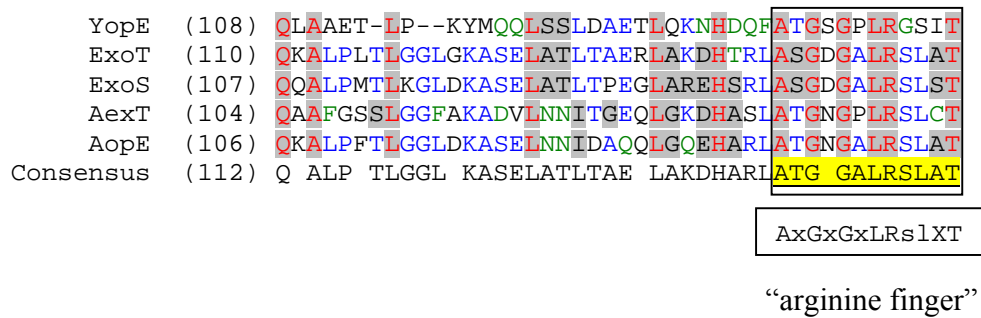 YopE (108) QLAAET-LP--KYMQQLSSLDAETLQKNHDQFATGSGPLRGSIT
ExoT (110) QKALPLTLGGLGKASELATLTAERLAKDHTRLASGDGALRSLAT
ExoS (107) QQALPMTLKGLDKASELATLTPEGLAREHSRLASGDGALRSLST
AexT (104) QAAFGSSLGGFAKADVLNNITGEQLGKDHASLATGNGPLRSLCT
AopE (106) QKALPFTLGGLDKASELNNIDAQQLGQEHARLATGNGALRSLAT
Consensus (112) Q ALP TLGGL KASELATLTAE LAKDHARLATG GALRSLAT
AxGxGxLRslXT
“arginine finger”